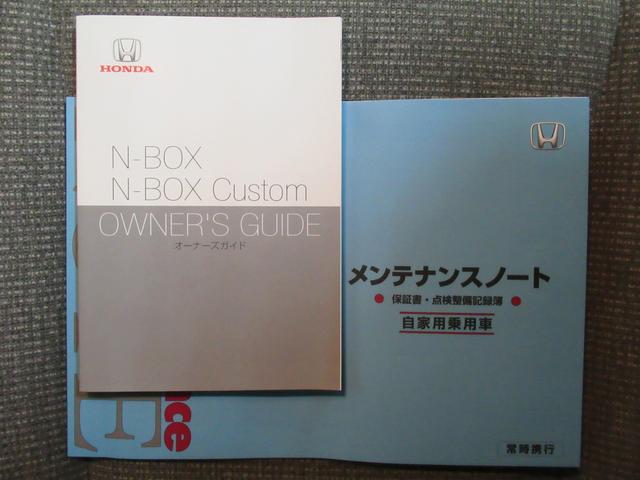 HONDA
N-BOX
N-BOX Custom
OWNER'S GUIDE
オーナーズガイド
メンテナンスノート
保証書・点検整備記録簿
自家用乗用車
常時携行